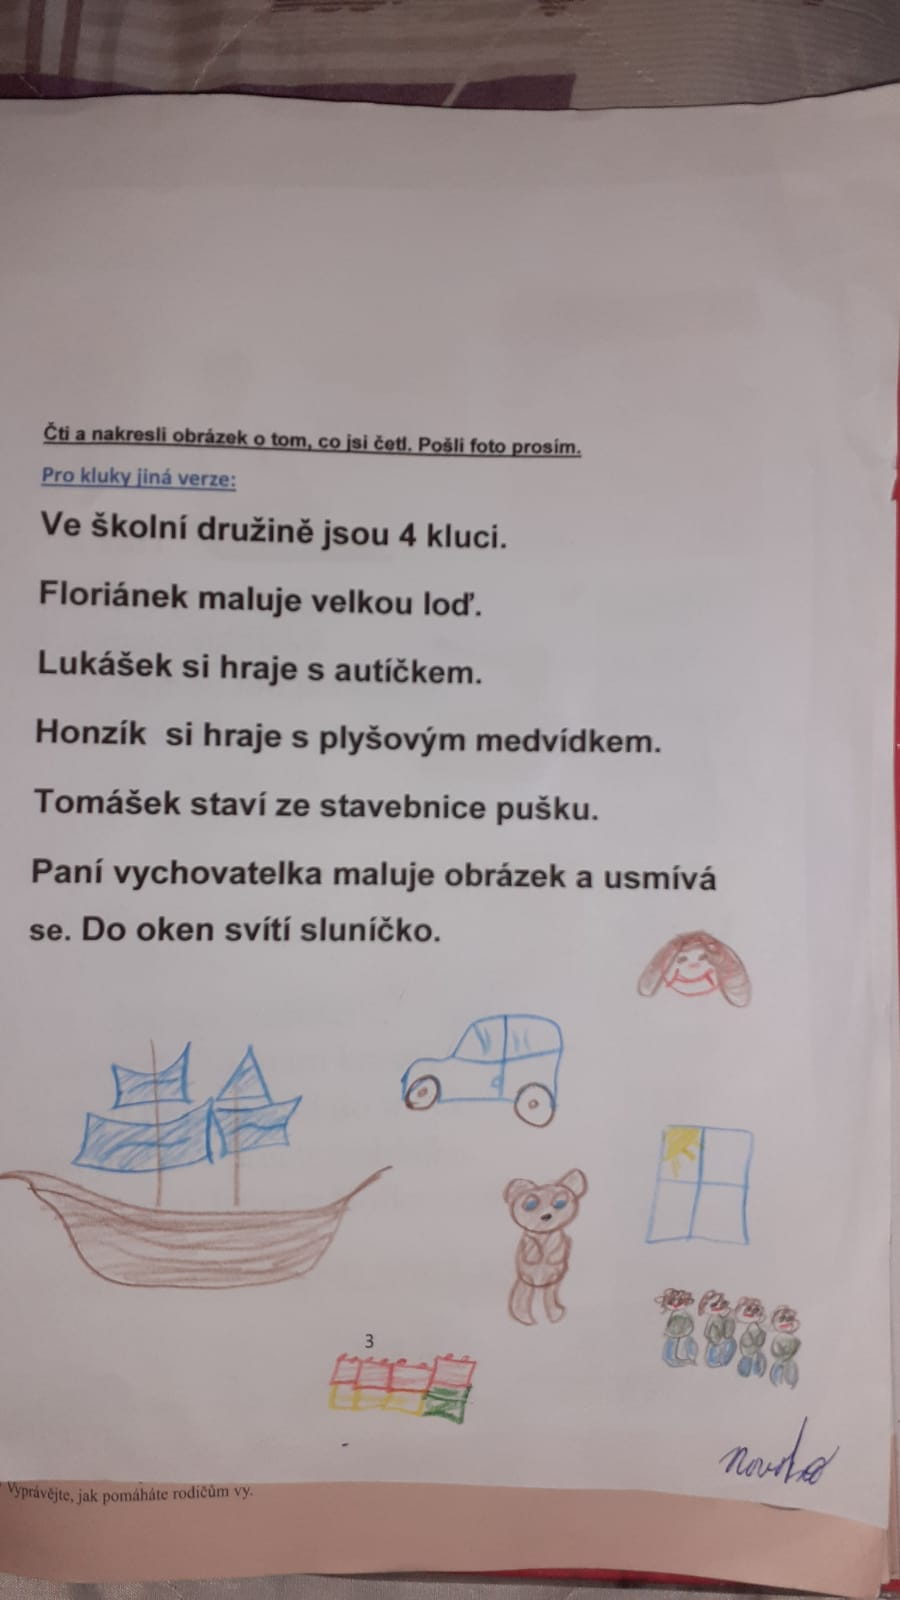 Čti a nakresli obrázek o tom, co jsi četl. Pošli foto prosím.
Pro kluky jiná verze:
Ve školní družině jsou 4 kluci.
Floriánek maluje velkou loď.
Lukášek si hraje s autíčkem.
Honzík  si hraje s plyšovým medvídkem.
Tomášek staví ze stavebnice pušku.
Paní vychovatelka maluje obrázek a usmívá
se. Do oken svítí sluníčko.
3
Vyprávějte, jak pomáháte rodičům vy.